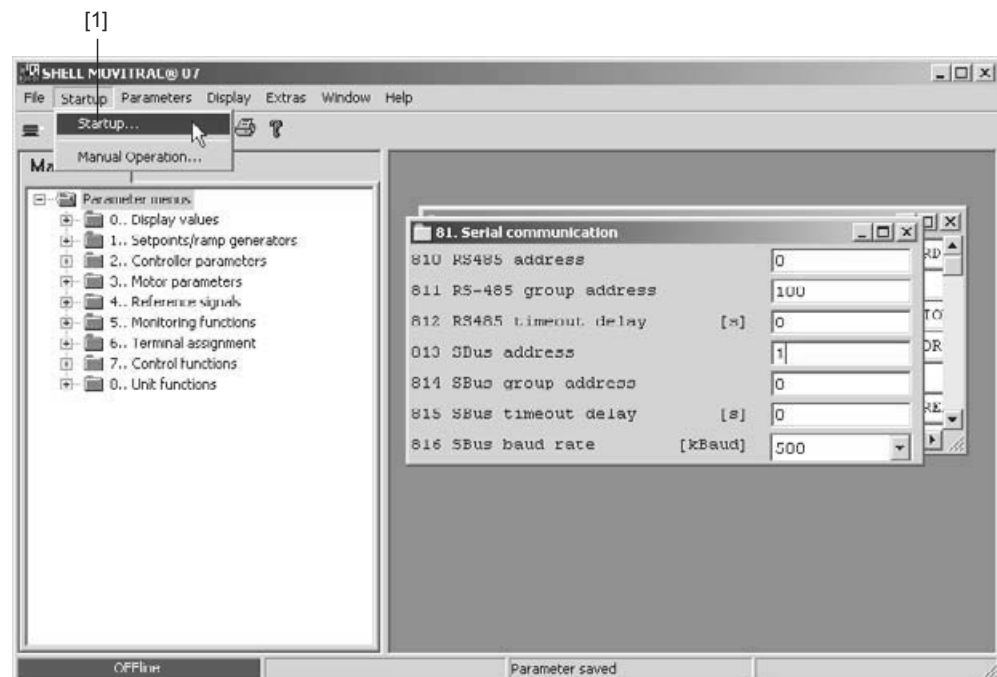 [1]
SHELL MOVITRAC® 07
File Startup Parameters Display Extras Window Help
Startup...
Manual Operation...
Ma
Parameter menus
0.. Display values
1.. Setpoints/ramp generators
2.. Controller parameters
3.. Motor parameters
4.. Reference signals
5.. Monitoring functions
6.. Terminal assignment
7.. Control functions
8.. Unit functions
81. Serial communication
810 RS485 address 0
811 RS-485 group address 100
812 RS485 timeout delay [s] 0
813 SBus address 1
814 SBus group address 0
815 SBus timeout delay [s] 0
816 SBus baud rate [kBaud] 500
OFFline
Parameter saved